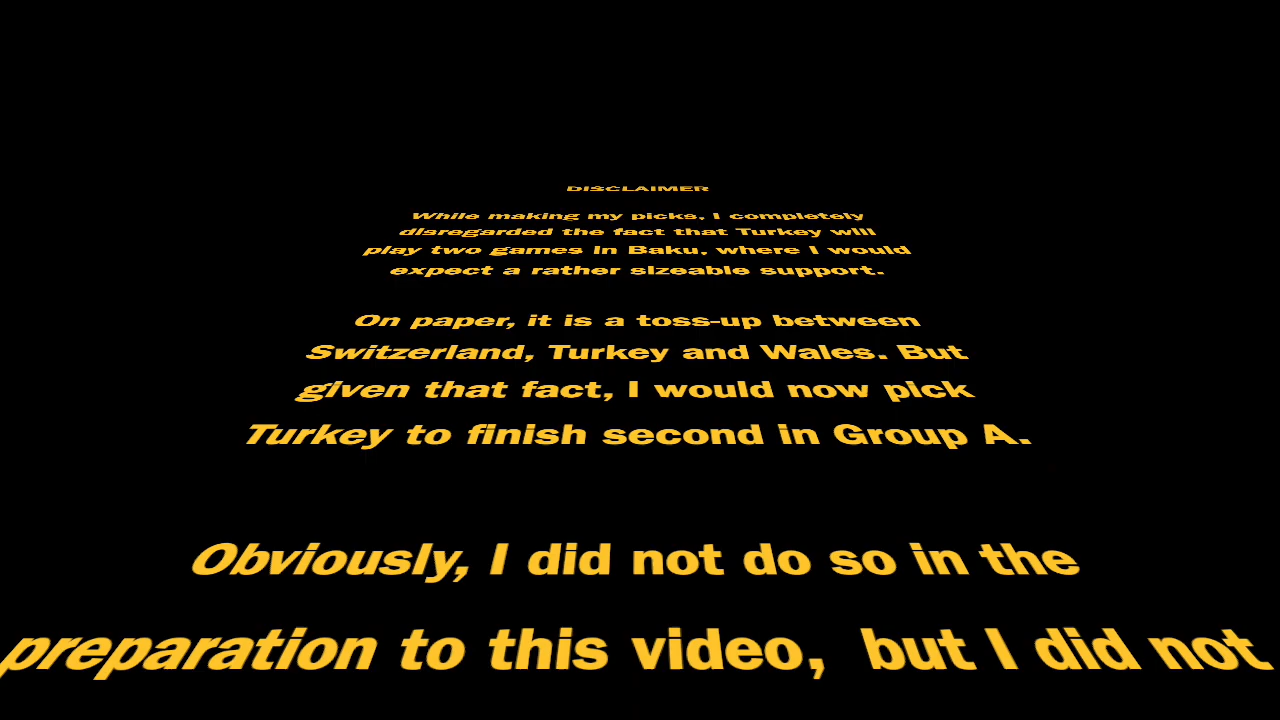 DISCLAIMER
While making my picks, I completely
disregarded the fact that Turkey will
play two games in Baku, where I would
expect a rather sizeable support.
On paper, it is a toss-up between
Switzerland, Turkey and Wales. But
given that fact, I would now pick
Turkey to finish second in Group A.
Obviously, I did not do so in the
preparation to this video, but I did not